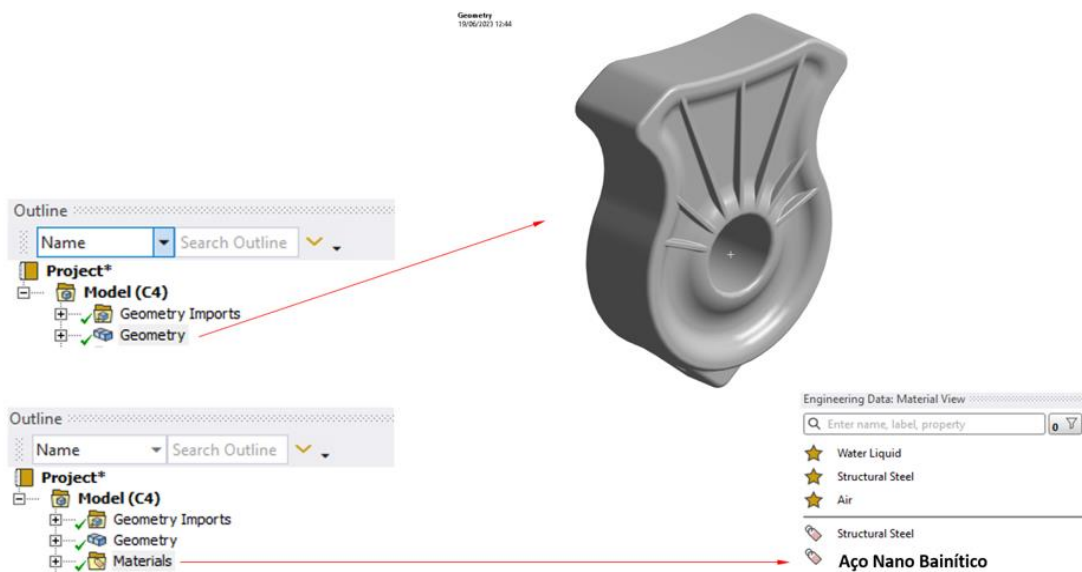 Geometry
19/06/2023 12:44
Outline
Name Search Outline
Project*
Model (C4)
Geometry Imports
Geometry
Outline
Name Search Outline
Project*
Model (C4)
Geometry Imports
Geometry
Materials
Engineering Data: Material View
Enter name, label, property 0
Water Liquid
Structural Steel
Air
Structural Steel
Aço Nano Bainítico